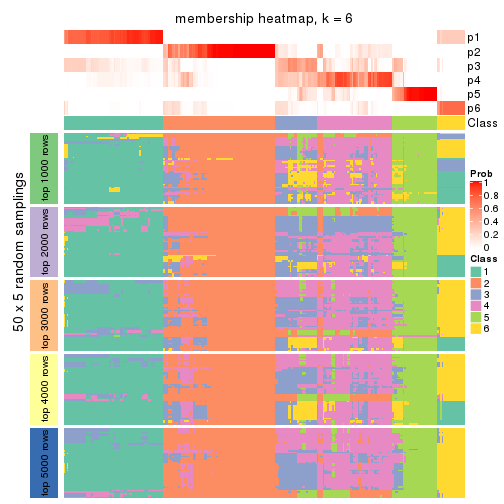 membership heatmap, k = 6
p1
p2
p3
p4
p5
p6
Class
50 x 5 random samplings
top 1000 rows
top 2000 rows
top 3000 rows
top 4000 rows
top 5000 rows
Prob
1
0.8
0.6
0.4
0.2
0
Class
1
2
3
4
5
6